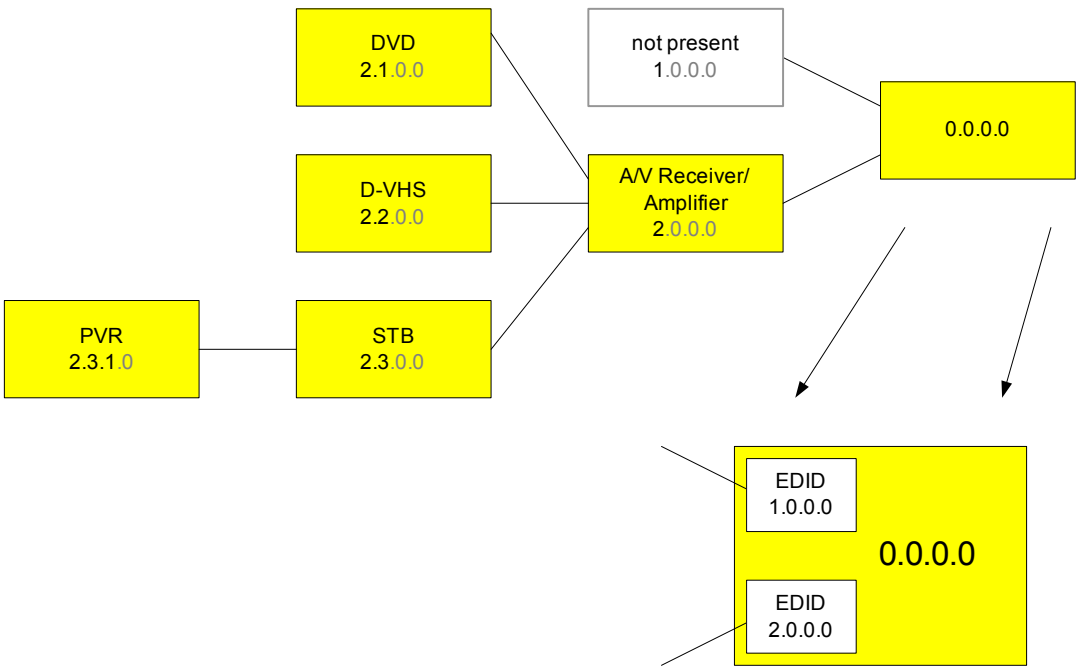 DVD
2.1.0.0
not present
1.0.0.0
0.0.0.0
D-VHS
2.2.0.0
A/V Receiver/
Amplifier
2.0.0.0
PVR
2.3.1.0
STB
2.3.0.0
EDID
1.0.0.0
0.0.0.0
EDID
2.0.0.0